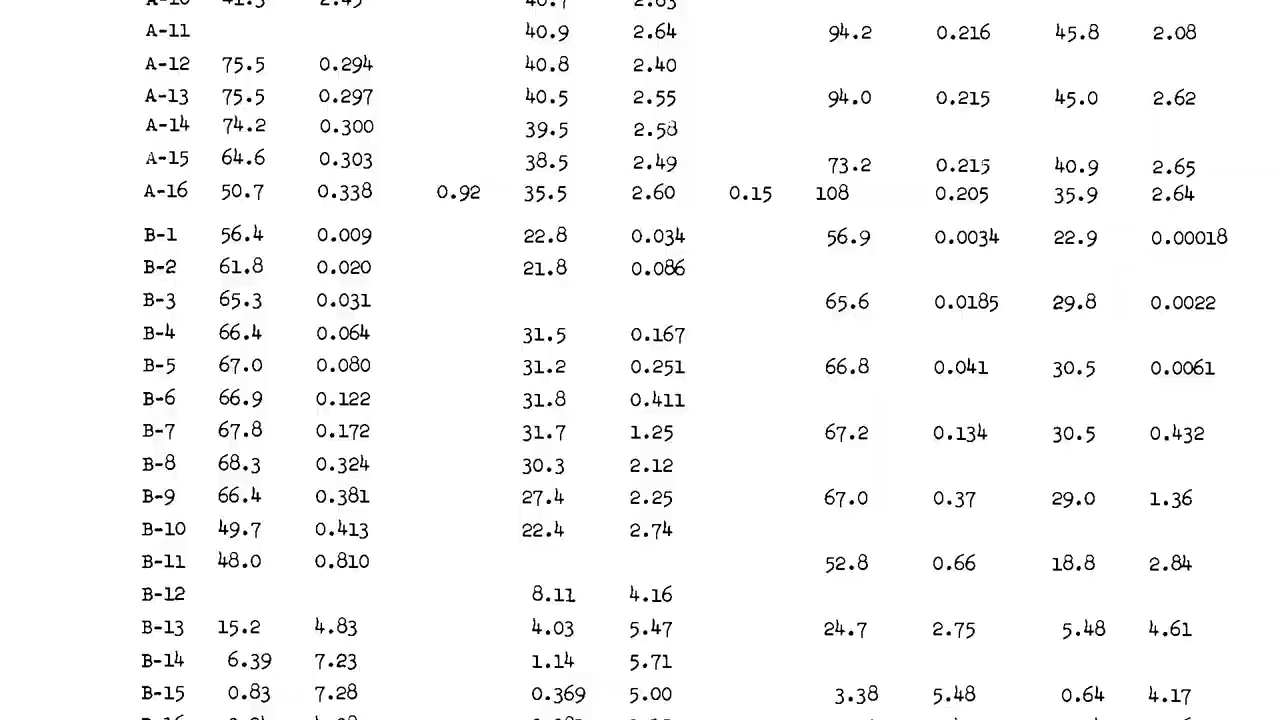 A-11 40.9 2.64 94.2 0.216 45.8 2.08
A-12 75.5 0.294 40.8 2.40
A-13 75.5 0.297 40.5 2.55 94.0 0.215 45.0 2.62
A-14 74.2 0.300 39.5 2.58
A-15 64.6 0.303 38.5 2.49 73.2 0.215 40.9 2.65
A-16 50.7 0.338 0.92 35.5 2.60 0.15 108 0.205 35.9 2.64
B-1 56.4 0.009 22.8 0.034 56.9 0.0034 22.9 0.00018
B-2 61.8 0.020 21.8 0.086
B-3 65.3 0.031 65.6 0.0185 29.8 0.0022
B-4 66.4 0.064 31.5 0.167
B-5 67.0 0.080 31.2 0.251 66.8 0.041 30.5 0.0061
B-6 66.9 0.122 31.8 0.411
B-7 67.8 0.172 31.7 1.25 67.2 0.134 30.5 0.432
B-8 68.3 0.324 30.3 2.12
B-9 66.4 0.381 27.4 2.25 67.0 0.37 29.0 1.36
B-10 49.7 0.413 22.4 2.74
B-11 48.0 0.810 52.8 0.66 18.8 2.84
B-12 8.11 4.16
B-13 15.2 4.83 4.03 5.47 24.7 2.75 5.48 4.61
B-14 6.39 7.23 1.14 5.71
B-15 0.83 7.28 0.369 5.00 3.38 5.48 0.64 4.17